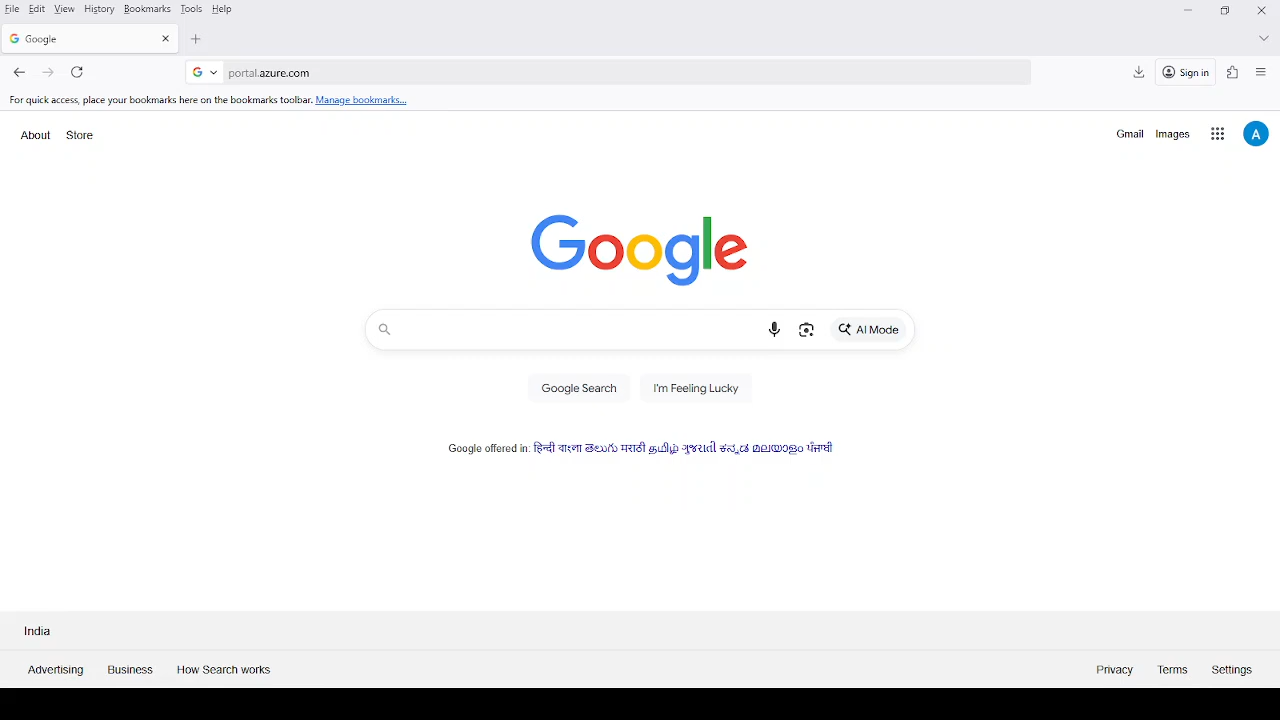 File Edit View History Bookmarks Tools Help
Google
portal.azure.com
Sign in
For quick access, place your bookmarks here on the bookmarks toolbar. Manage bookmarks...
About Store
Gmail Images
A
Google
AI Mode
Google Search I'm Feeling Lucky
Google offered in: हिन्दी বাংলা తెలుగు मराठी தமிழ் ગુજરાતી ಕನ್ನಡ മലയാളം ਪੰਜਾਬੀ
India
Advertising Business How Search works
Privacy Terms Settings